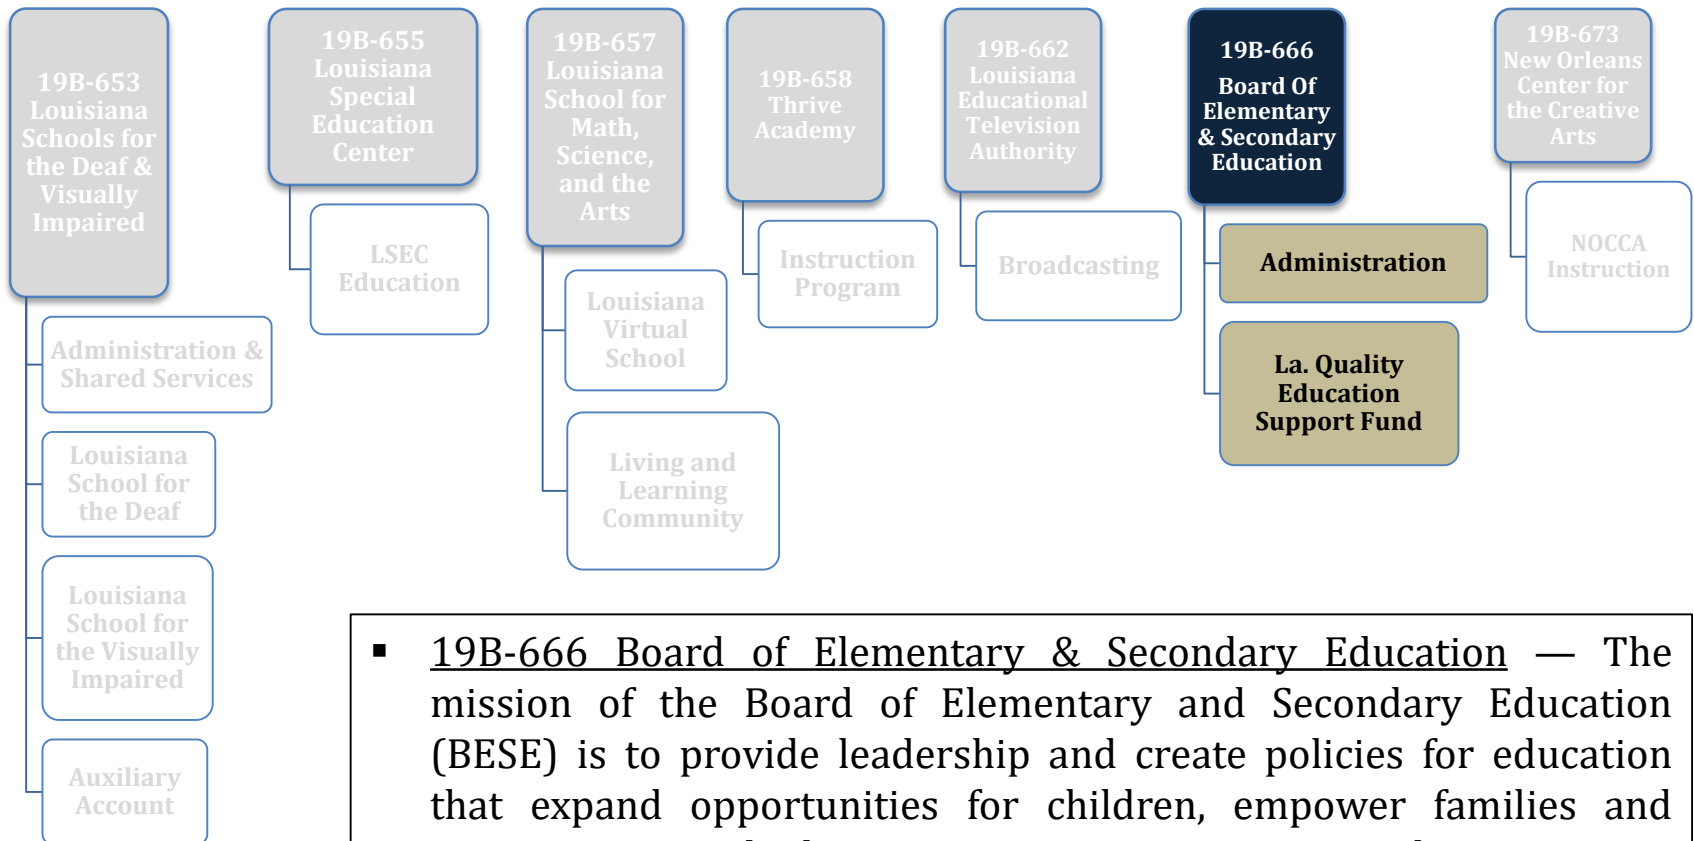 19B-653
Louisiana
Schools for
the Deaf &
Visually
Impaired
Administration &
Shared Services
Louisiana
School for
the Deaf
Louisiana
School for
the Visually
Impaired
Auxiliary
Account
19B-655
Louisiana
Special
Education
Center
LSEC
Education
19B-657
Louisiana
School for
Math,
Science,
and the
Arts
Louisiana
Virtual
School
Living and
Learning
Community
19B-658
Thrive
Academy
Instruction
Program
19B-662
Louisiana
Educational
Television
Authority
Broadcasting
19B-666
Board Of
Elementary
& Secondary
Education
Administration
La. Quality
Education
Support Fund
19B-673
New Orleans
Center for
the Creative
Arts
NOCCA
Instruction
▪ 19B-666 Board of Elementary & Secondary Education — The
mission of the Board of Elementary and Secondary Education
(BESE) is to provide leadership and create policies for education
that expand opportunities for children, empower families and